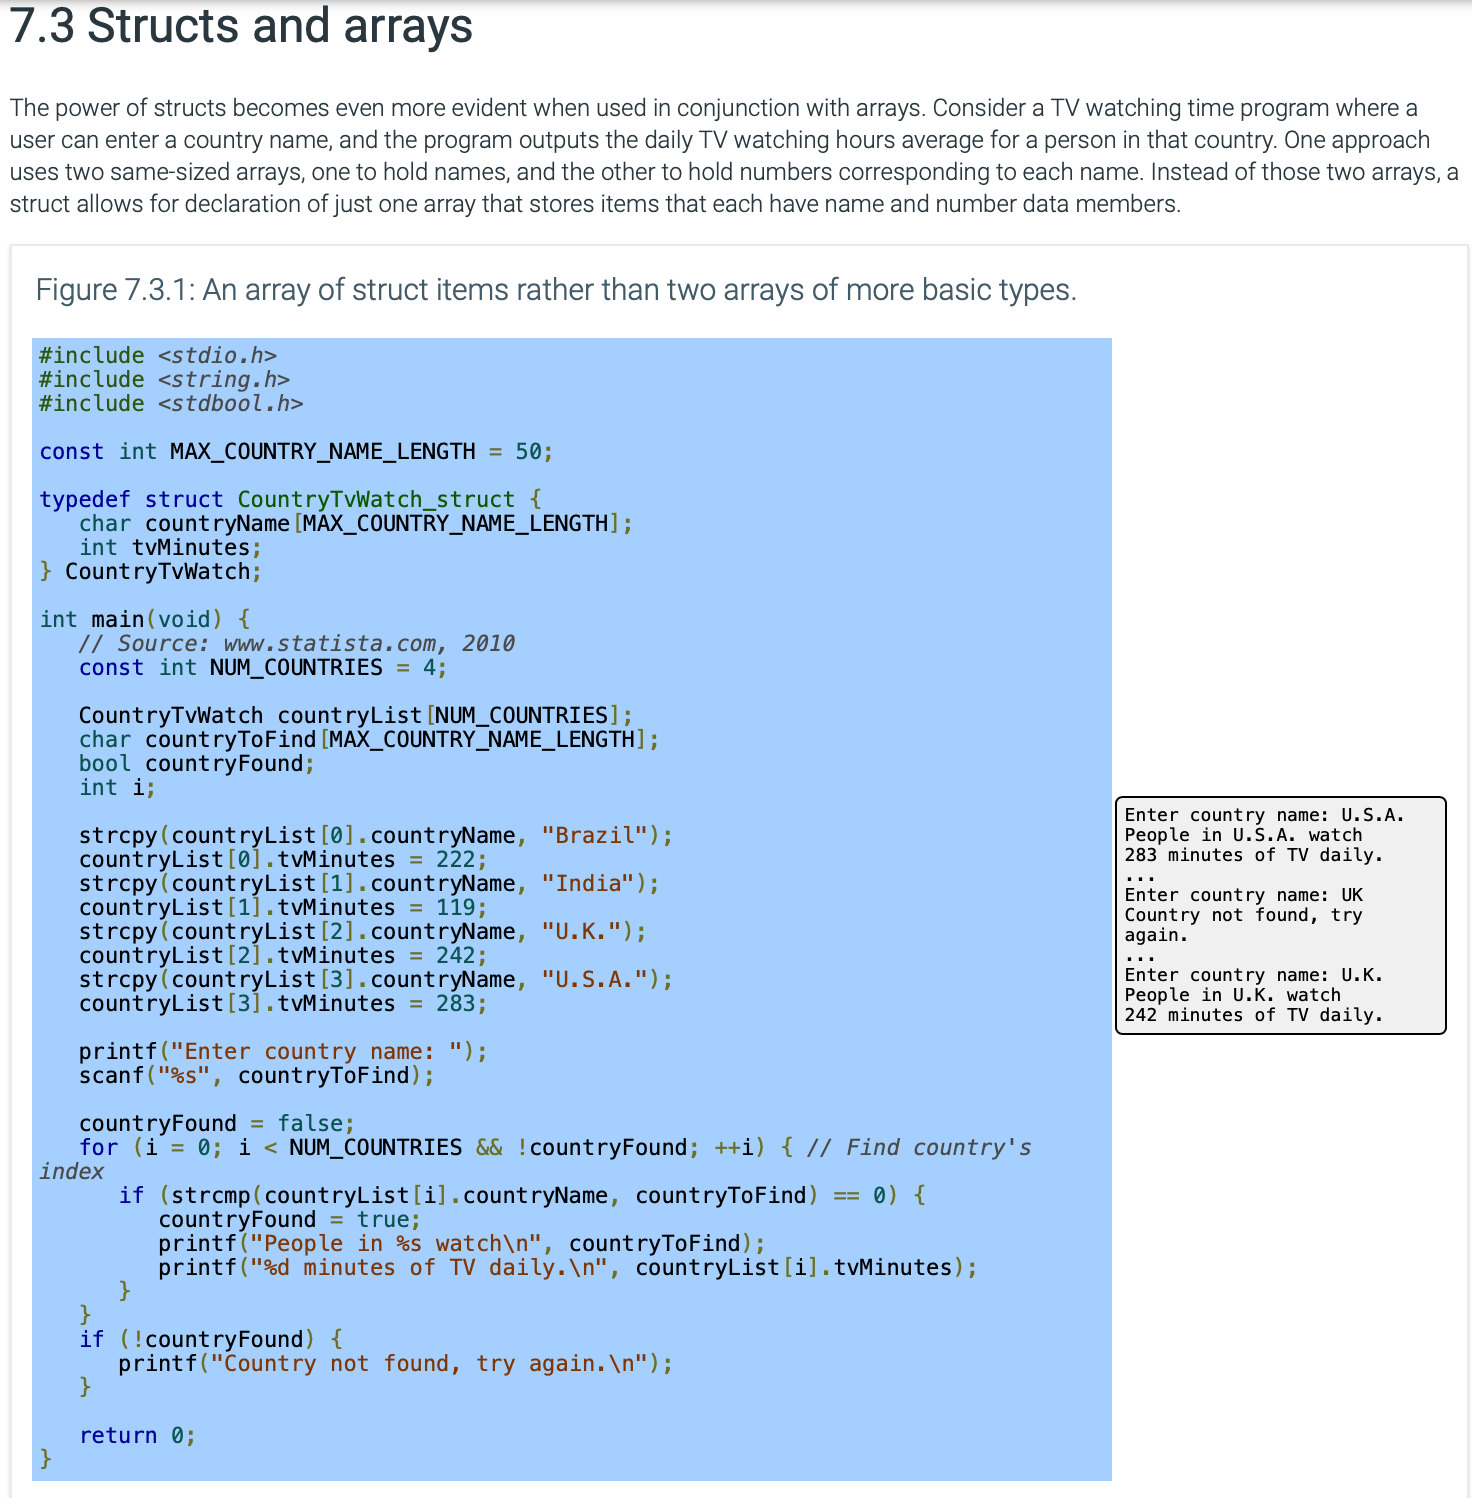 7.3 Structs and arrays
The power of structs becomes even more evident when used in conjunction with arrays. Consider a TV watching time program where a
user can enter a country name, and the program outputs the daily TV watching hours average for a person in that country. One approach
uses two same-sized arrays, one to hold names, and the other to hold numbers corresponding to each name. Instead of those two arrays, a
struct allows for declaration of just one array that stores items that each have name and number data members.
Figure 7.3.1: An array of struct items rather than two arrays of more basic types.
#include <stdio.h>
#include <string.h>
#include <stdbool.h>

const int MAX_COUNTRY_NAME_LENGTH = 50;

typedef struct CountryTvWatch_struct {
   char countryName[MAX_COUNTRY_NAME_LENGTH];
   int tvMinutes;
} CountryTvWatch;

int main(void) {
   // Source: www.statista.com, 2010
   const int NUM_COUNTRIES = 4;

   CountryTvWatch countryList[NUM_COUNTRIES];
   char countryToFind[MAX_COUNTRY_NAME_LENGTH];
   bool countryFound;
   int i;

   strcpy(countryList[0].countryName, "Brazil");
   countryList[0].tvMinutes = 222;
   strcpy(countryList[1].countryName, "India");
   countryList[1].tvMinutes = 119;
   strcpy(countryList[2].countryName, "U.K.");
   countryList[2].tvMinutes = 242;
   strcpy(countryList[3].countryName, "U.S.A.");
   countryList[3].tvMinutes = 283;

   printf("Enter country name: ");
   scanf("%s", countryToFind);

   countryFound = false;
   for (i = 0; i < NUM_COUNTRIES && !countryFound; ++i) { // Find country's
index
      if (strcmp(countryList[i].countryName, countryToFind) == 0) {
         countryFound = true;
         printf("People in %s watch\n", countryToFind);
         printf("%d minutes of TV daily.\n", countryList[i].tvMinutes);
      }
   }
   if (!countryFound) {
      printf("Country not found, try again.\n");
   }

   return 0;
}
Enter country name: U.S.A.
People in U.S.A. watch
283 minutes of TV daily.
...
Enter country name: UK
Country not found, try
again.
...
Enter country name: U.K.
People in U.K. watch
242 minutes of TV daily.